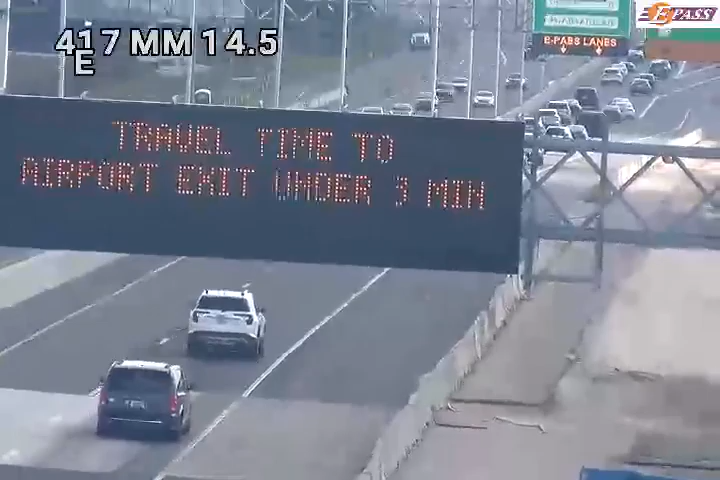 417 MM 14.5
E
E-PASS
E-PASS LANES
TRAVEL TIME TO
AIRPORT EXIT UNDER 3 MIN